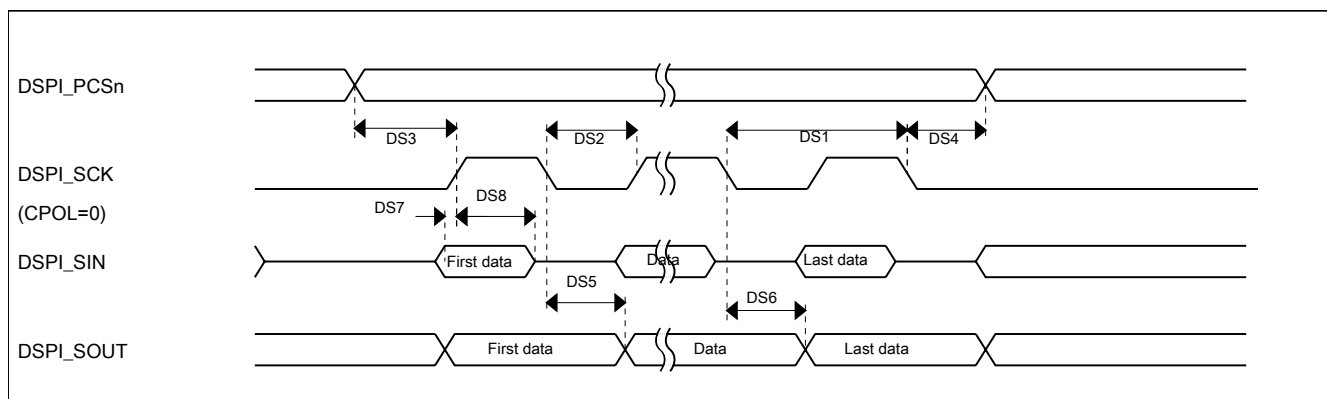 DSPI_PCSn
DS3
DS2
DS1
DS4
DSPI_SCK
(CPOL=0)
DS7
DS8
DSPI_SIN
First data
Data
Last data
DS5
DS6
DSPI_SOUT
First data
Data
Last data